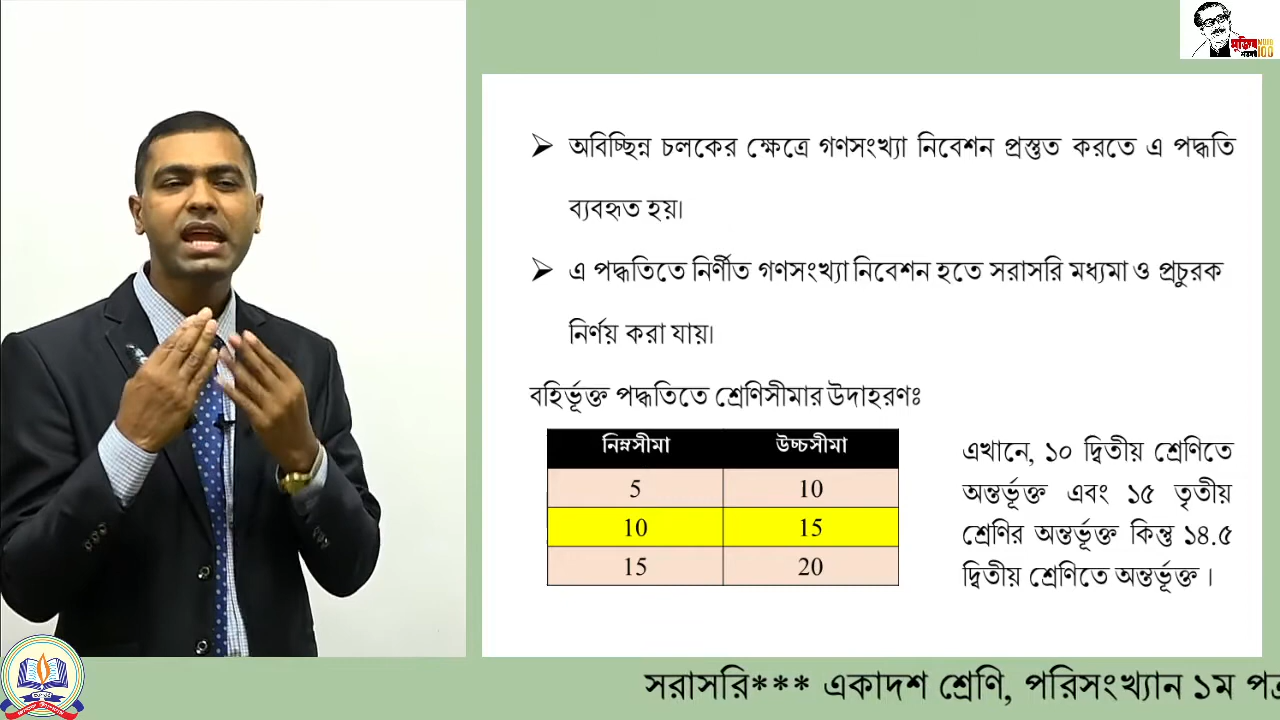 মুজিব
100
অবিচ্ছিন্ন চলকের ক্ষেত্রে গণসংখ্যা নিবেশন প্রস্তুত করতে এ পদ্ধতি
ব্যবহৃত হয়।
এ পদ্ধতিতে নির্ণীত গণসংখ্যা নিবেশন হতে সরাসরি মধ্যমা ও প্রচুরক
নির্ণয় করা যায়।
বহির্ভূক্ত পদ্ধতিতে শ্রেণিসীমার উদাহরণঃ
নিম্নসীমা উচ্চসীমা
5 10
10 15
15 20
এখানে, ১০ দ্বিতীয় শ্রেণিতে
অন্তর্ভূক্ত এবং ১৫ তৃতীয়
শ্রেণির অন্তর্ভূক্ত কিন্তু ১৪.৫
দ্বিতীয় শ্রেণিতে অন্তর্ভূক্ত।
সরাসরি*** একাদশ শ্রেণি, পরিসংখ্যান ১ম পত্র